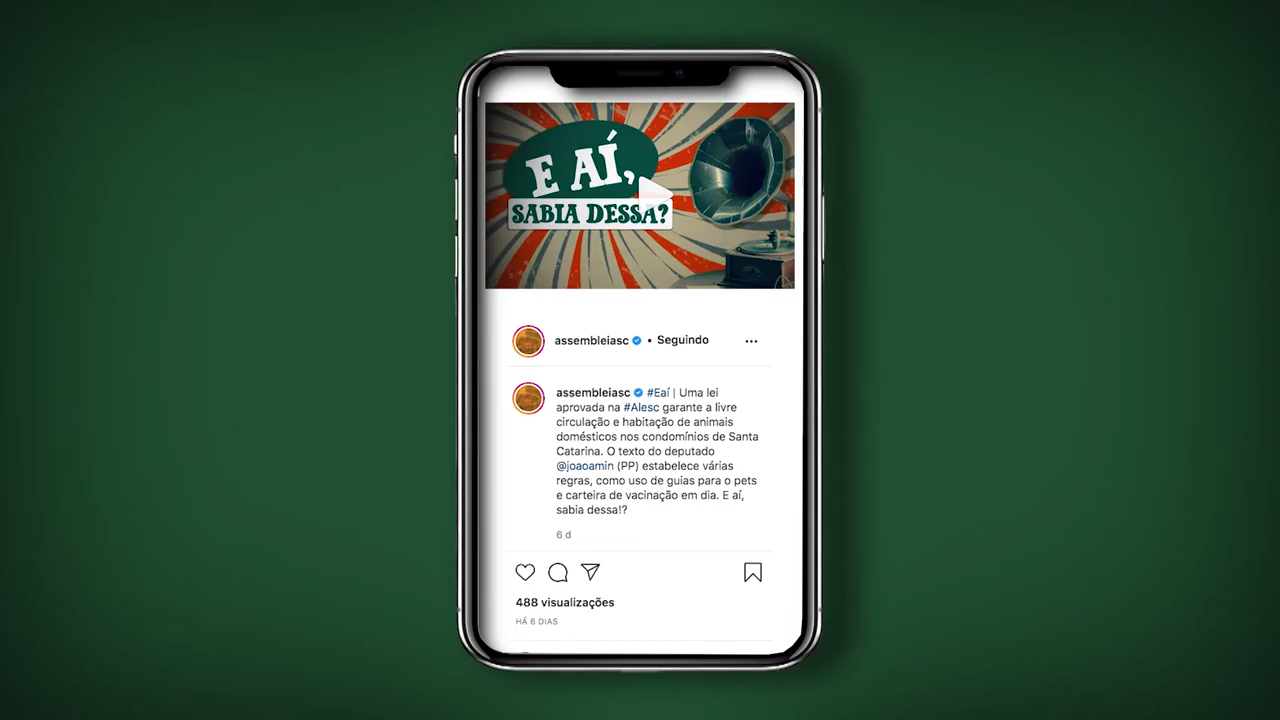 E AÍ,
SABIA DESSA?
assembleiasc • Seguindo
assembleiasc #Eaí | Uma lei
aprovada na #Alesc garante a livre
circulação e habitação de animais
domésticos nos condomínios de Santa
Catarina. O texto do deputado
@joaoamin (PP) estabelece várias
regras, como uso de guias para o pets
e carteira de vacinação em dia. E aí,
sabia dessa!?
6 d
488 visualizações
HÁ 6 DIAS